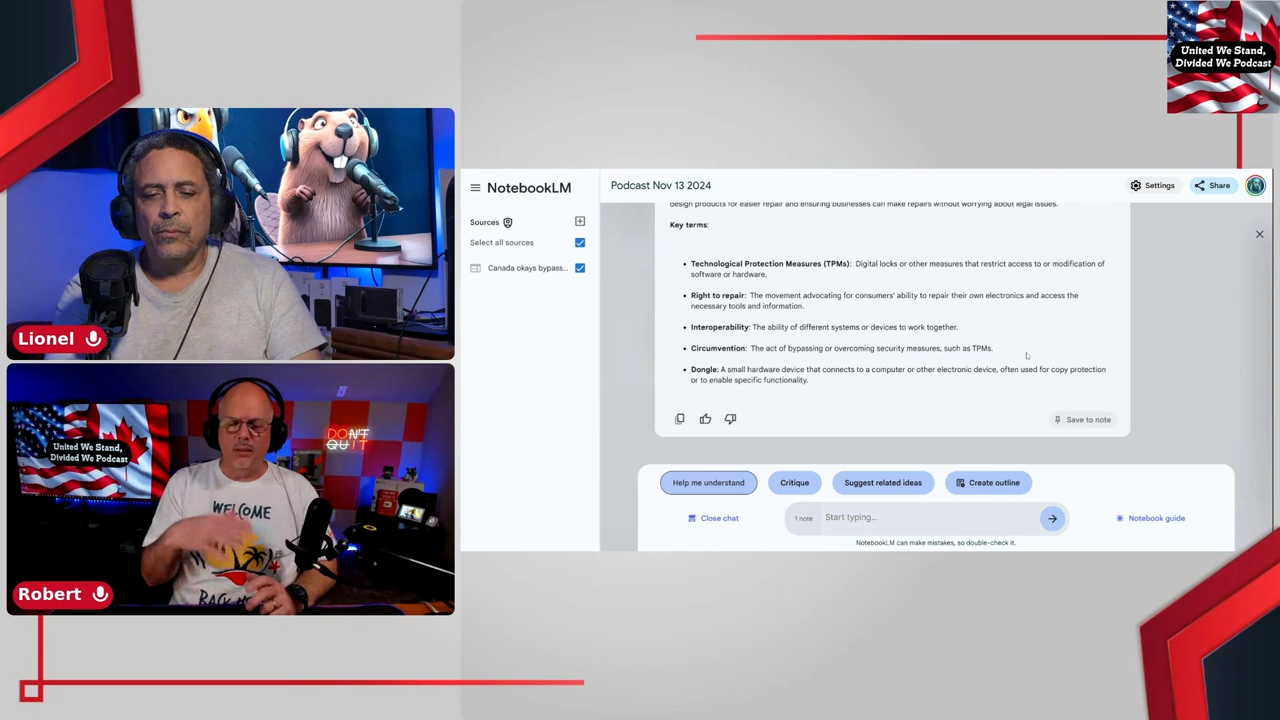 United We Stand,
Divided We Podcast
Lionel
United We Stand,
Divided We Podcast
DON'T
QUIT
WELCOME
BACK
Robert
NotebookLM
Podcast Nov 13 2024
Settings
Share
Sources
Select all sources
Canada okays bypass...
design products for easier repair and ensuring businesses can make repairs without worrying about legal issues.
Key terms:
• Technological Protection Measures (TPMs): Digital locks or other measures that restrict access to or modification of
software or hardware.
• Right to repair: The movement advocating for consumers' ability to repair their own electronics and access the
necessary tools and information.
• Interoperability: The ability of different systems or devices to work together.
• Circumvention: The act of bypassing or overcoming security measures, such as TPMs.
• Dongle: A small hardware device that connects to a computer or other electronic device, often used for copy protection
or to enable specific functionality.
Save to note
Help me understand
Critique
Suggest related ideas
Create outline
Close chat
1 note
Start typing...
Notebook guide
NotebookLM can make mistakes, so double-check it.